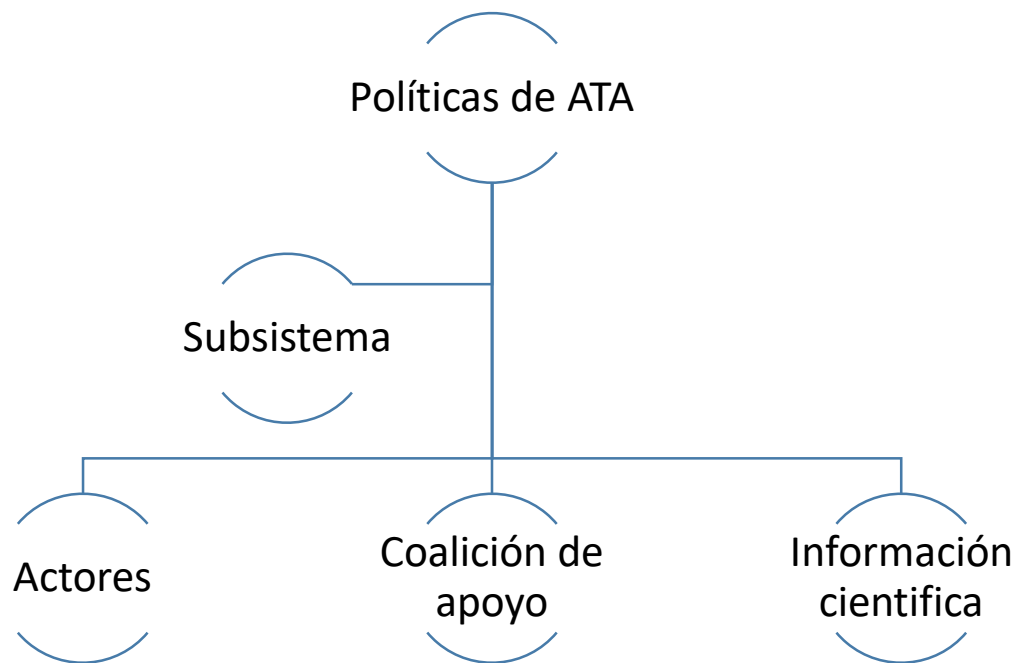 Políticas de ATA
Subsistema
Actores
Coalición de
apoyo
Información
cientifica